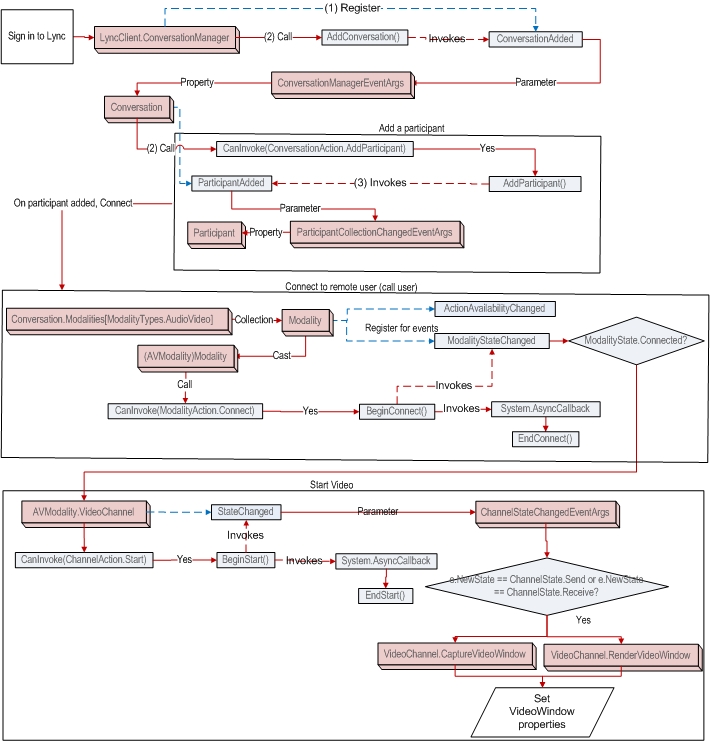 (1) Register
Sign in to Lync
LyncClient.ConversationManager
(2) Call
AddConversation()
Invokes
ConversationAdded
Property
ConversationManagerEventArgs
Parameter
Conversation
Add a participant
(2) Call
CanInvoke(ConversationAction.AddParticipant)
Yes
ParticipantAdded
(3) Invokes
AddParticipant()
On participant added, Connect
Parameter
Participant
Property
ParticipantCollectionChangedEventArgs
Connect to remote user (call user)
ActionAvailabilityChanged
Conversation.Modalities[ModalityTypes.AudioVideo]
Collection
Modality
Register for events
ModalityStateChanged
ModalityState.Connected?
(AVModality)Modality
Cast
Call
Invokes
CanInvoke(ModalityAction.Connect)
Yes
BeginConnect()
Invokes
System.AsyncCallback
EndConnect()
Start Video
AVModality.VideoChannel
StateChanged
Parameter
ChannelStateChangedEventArgs
Invokes
CanInvoke(ChannelAction.Start)
Yes
BeginStart()
Invokes
System.AsyncCallback
EndStart()
e.NewState == ChannelState.Send or e.NewState
== ChannelState.Receive?
Yes
VideoChannel.CaptureVideoWindow
VideoChannel.RenderVideoWindow
Set
VideoWindow
properties